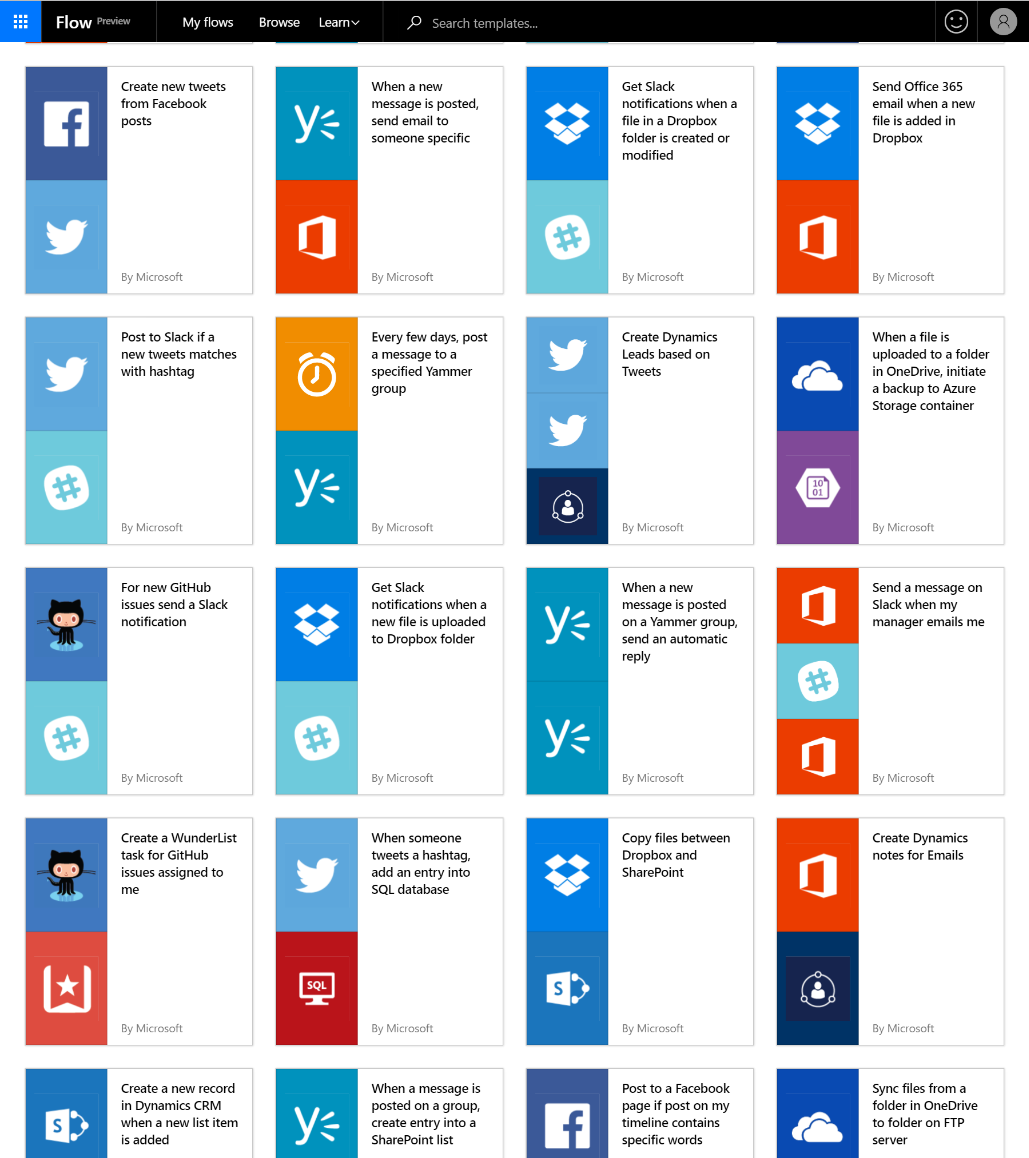 Flow Preview
My flows
Browse
Learn
Search templates...
Create new tweets
from Facebook
posts
By Microsoft
When a new
message is posted,
send email to
someone specific
By Microsoft
Get Slack
notifications when a
file in a Dropbox
folder is created or
modified
By Microsoft
Send Office 365
email when a new
file is added in
Dropbox
By Microsoft
Post to Slack if a
new tweets matches
with hashtag
By Microsoft
Every few days, post
a message to a
specified Yammer
group
By Microsoft
Create Dynamics
Leads based on
Tweets
By Microsoft
When a file is
uploaded to a folder
in OneDrive, initiate
a backup to Azure
Storage container
10
01
By Microsoft
For new GitHub
issues send a Slack
notification
By Microsoft
Get Slack
notifications when a
new file is uploaded
to Dropbox folder
By Microsoft
When a new
message is posted
on a Yammer group,
send an automatic
reply
By Microsoft
Send a message on
Slack when my
manager emails me
By Microsoft
Create a WunderList
task for GitHub
issues assigned to
me
By Microsoft
When someone
tweets a hashtag,
add an entry into
SQL database
SQL
By Microsoft
Copy files between
Dropbox and
SharePoint
S
By Microsoft
Create Dynamics
notes for Emails
By Microsoft
Create a new record
in Dynamics CRM
when a new list item
is added
S
When a message is
posted on a group,
create entry into a
SharePoint list
Post to a Facebook
page if post on my
timeline contains
specific words
Sync files from a
folder in OneDrive
to folder on FTP
server